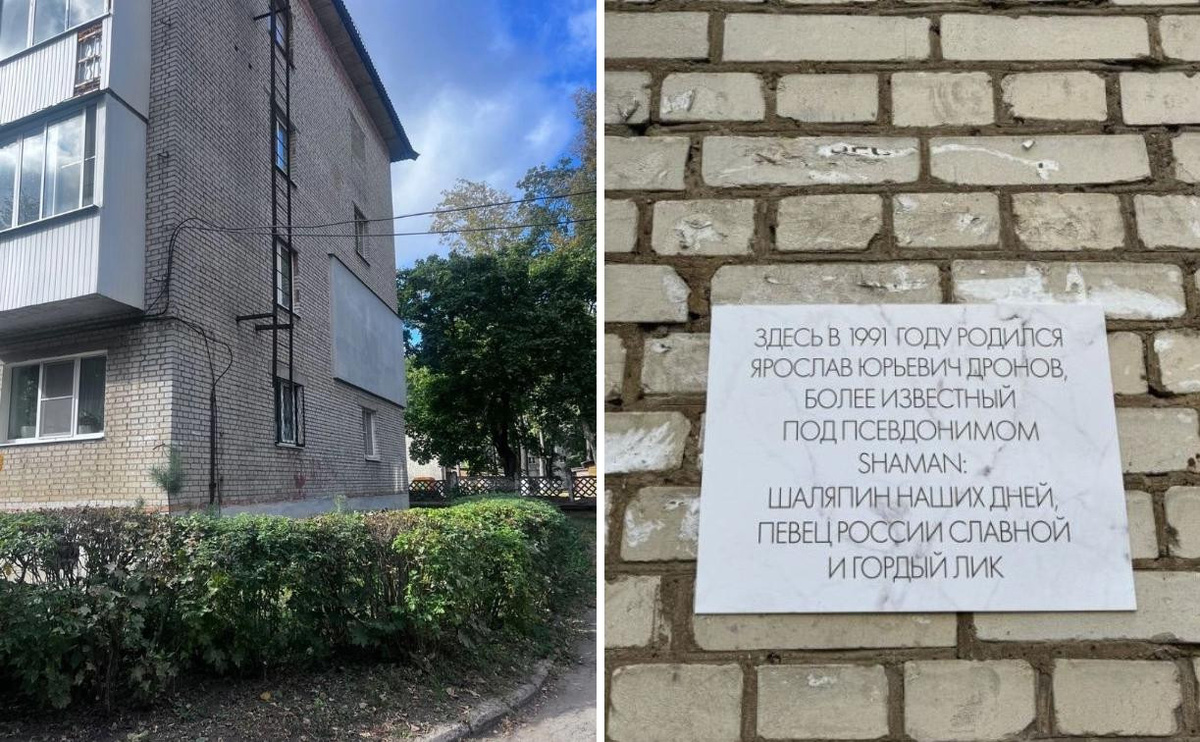 ЗДЕСЬ В 1991 ГОДУ РОДИЛСЯ
ЯРОСЛАВ ЮРЬЕВИЧ ДРОНОВ,
БОЛЕЕ ИЗВЕСТНЫЙ
ПОД ПСЕВДОНИМОМ
SHAMAN:
ШАЛЯПИН НАШИХ ДНЕЙ,
ПЕВЕЦ РОССИИ СЛАВНОЙ
И ГОРДЫЙ ЛИК